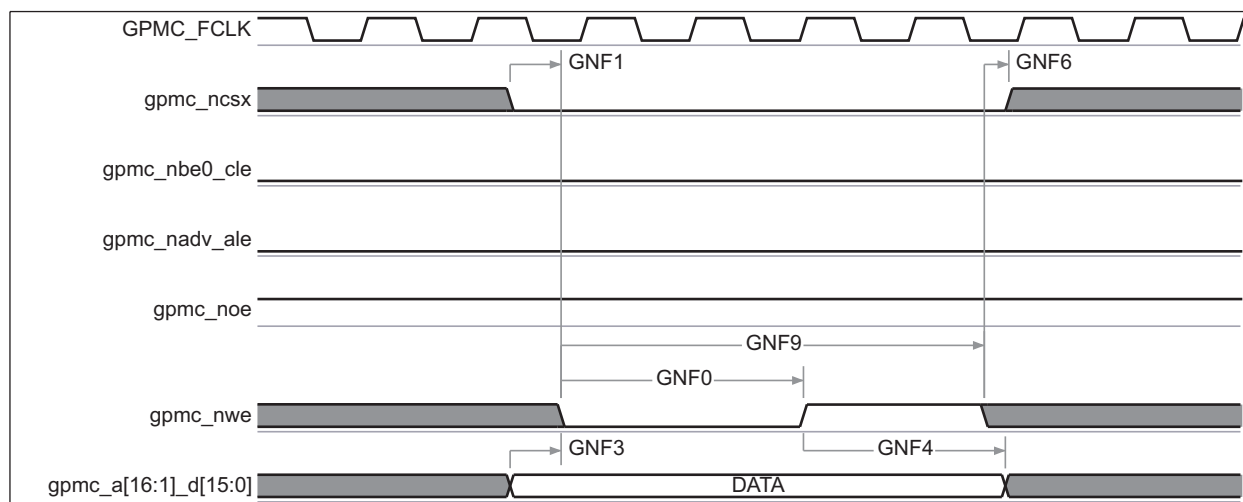 GPMC_FCLK
GNF1 GNF6
gpmc_ncsx
gpmc_nbe0_cle
gpmc_nadv_ale
gpmc_noe
GNF9
GNF0
gpmc_nwe
GNF3 GNF4
gpmc_a[16:1]_d[15:0] DATA